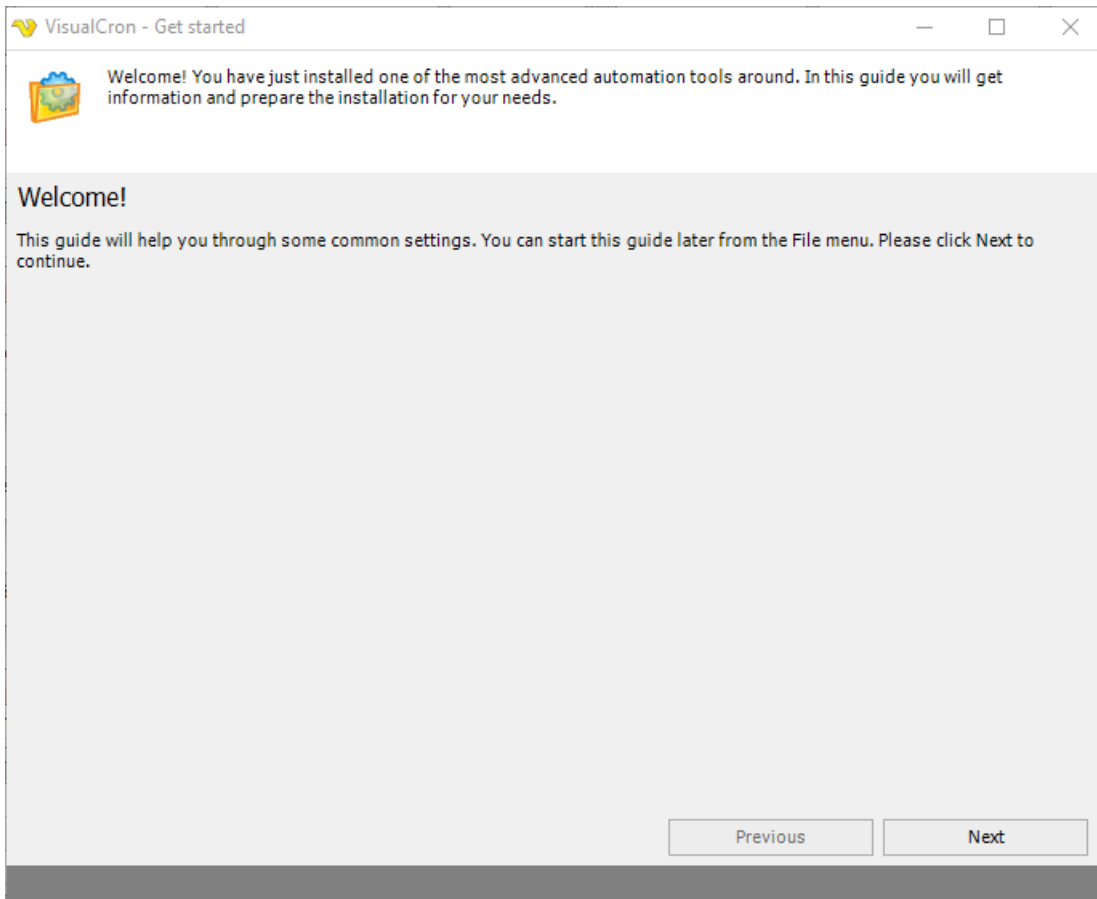 VisualCron - Get started
Welcome! You have just installed one of the most advanced automation tools around. In this guide you will get
information and prepare the installation for your needs.
Welcome!
This guide will help you through some common settings. You can start this guide later from the File menu. Please click Next to
continue.
Previous
Next